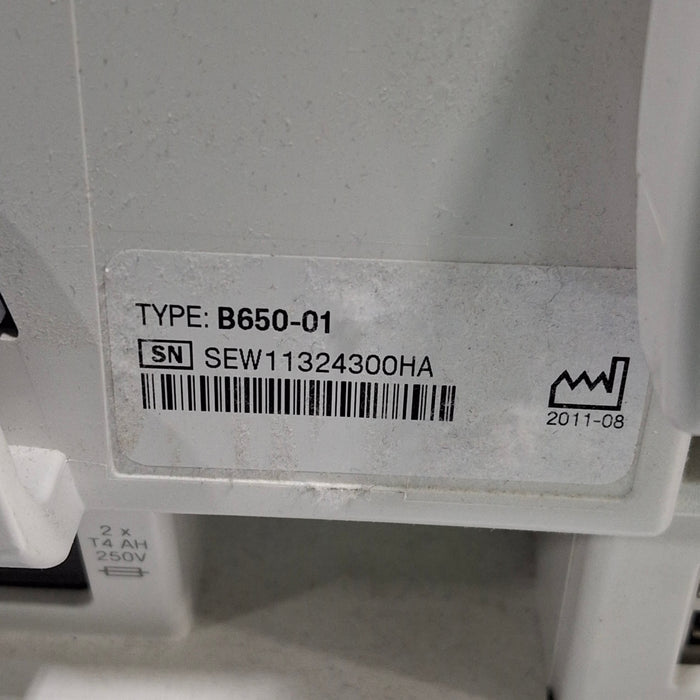 TYPE: B650-01
SN SEW11324300HA
2011-08
2 x
T4 AH
250V